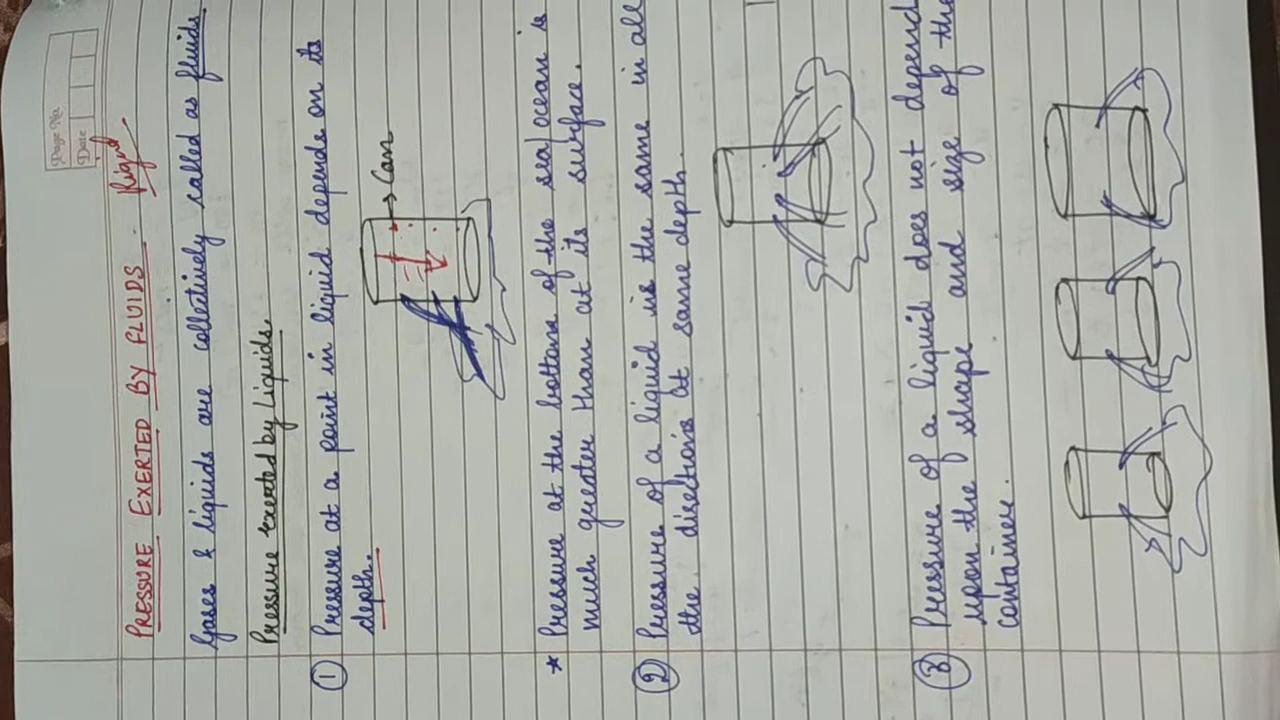 Page No.
Date
PRESSURE EXERTED BY FLUIDS.
Gases & liquids are collectively called as fluids.
Pressure exerted by liquids.
① Pressure at a point in liquid depends on its
depth.
→ Can
* Pressure at the bottom of the sea/ocean is
much greater than at its surface.
② Pressure of a liquid is the same in all
the directions at same depth.
③ Pressure of a liquid does not depend
upon the shape and size of the
container.